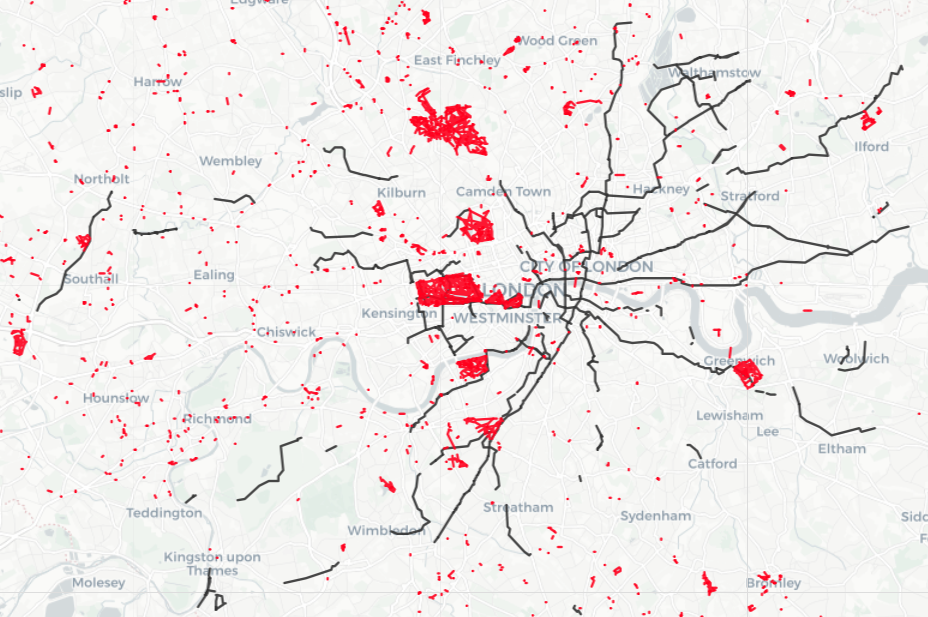 Edgware
Wood Green
East Finchley
Walthamstow
Harrow
slip
Ilford
Wembley
Northolt
Kilburn
Camden Town
Hackney
Stratford
CITY OF LONDON
Southall
Ealing
LONDON
Kensington
WESTMINSTER
Chiswick
Greenwich
Woolwich
Hounslow
Richmond
Lewisham
Lee
Eltham
Catford
Teddington
Streatham
Sydenham
Sidc
Wimbledon
Fo
Kingston upon
Thames
Molesey
Bromley